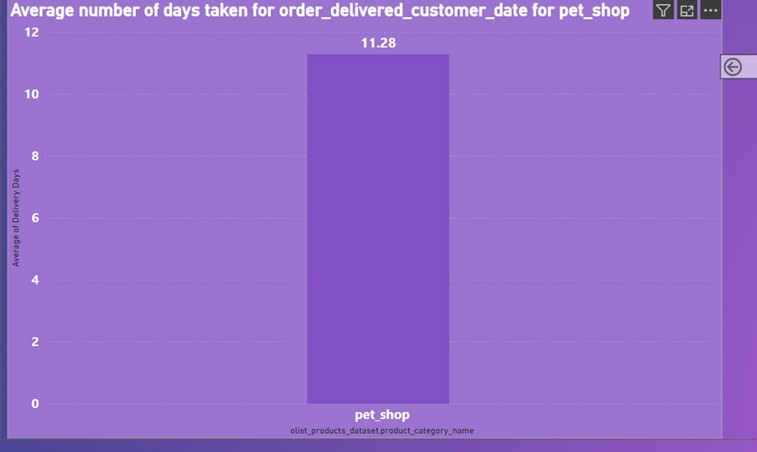 Average number of days taken for order_delivered_customer_date for pet_shop
12
11.28
10
8
6
4
2
0
Average of Delivery Days
pet_shop
olist_products_dataset.product_category_name